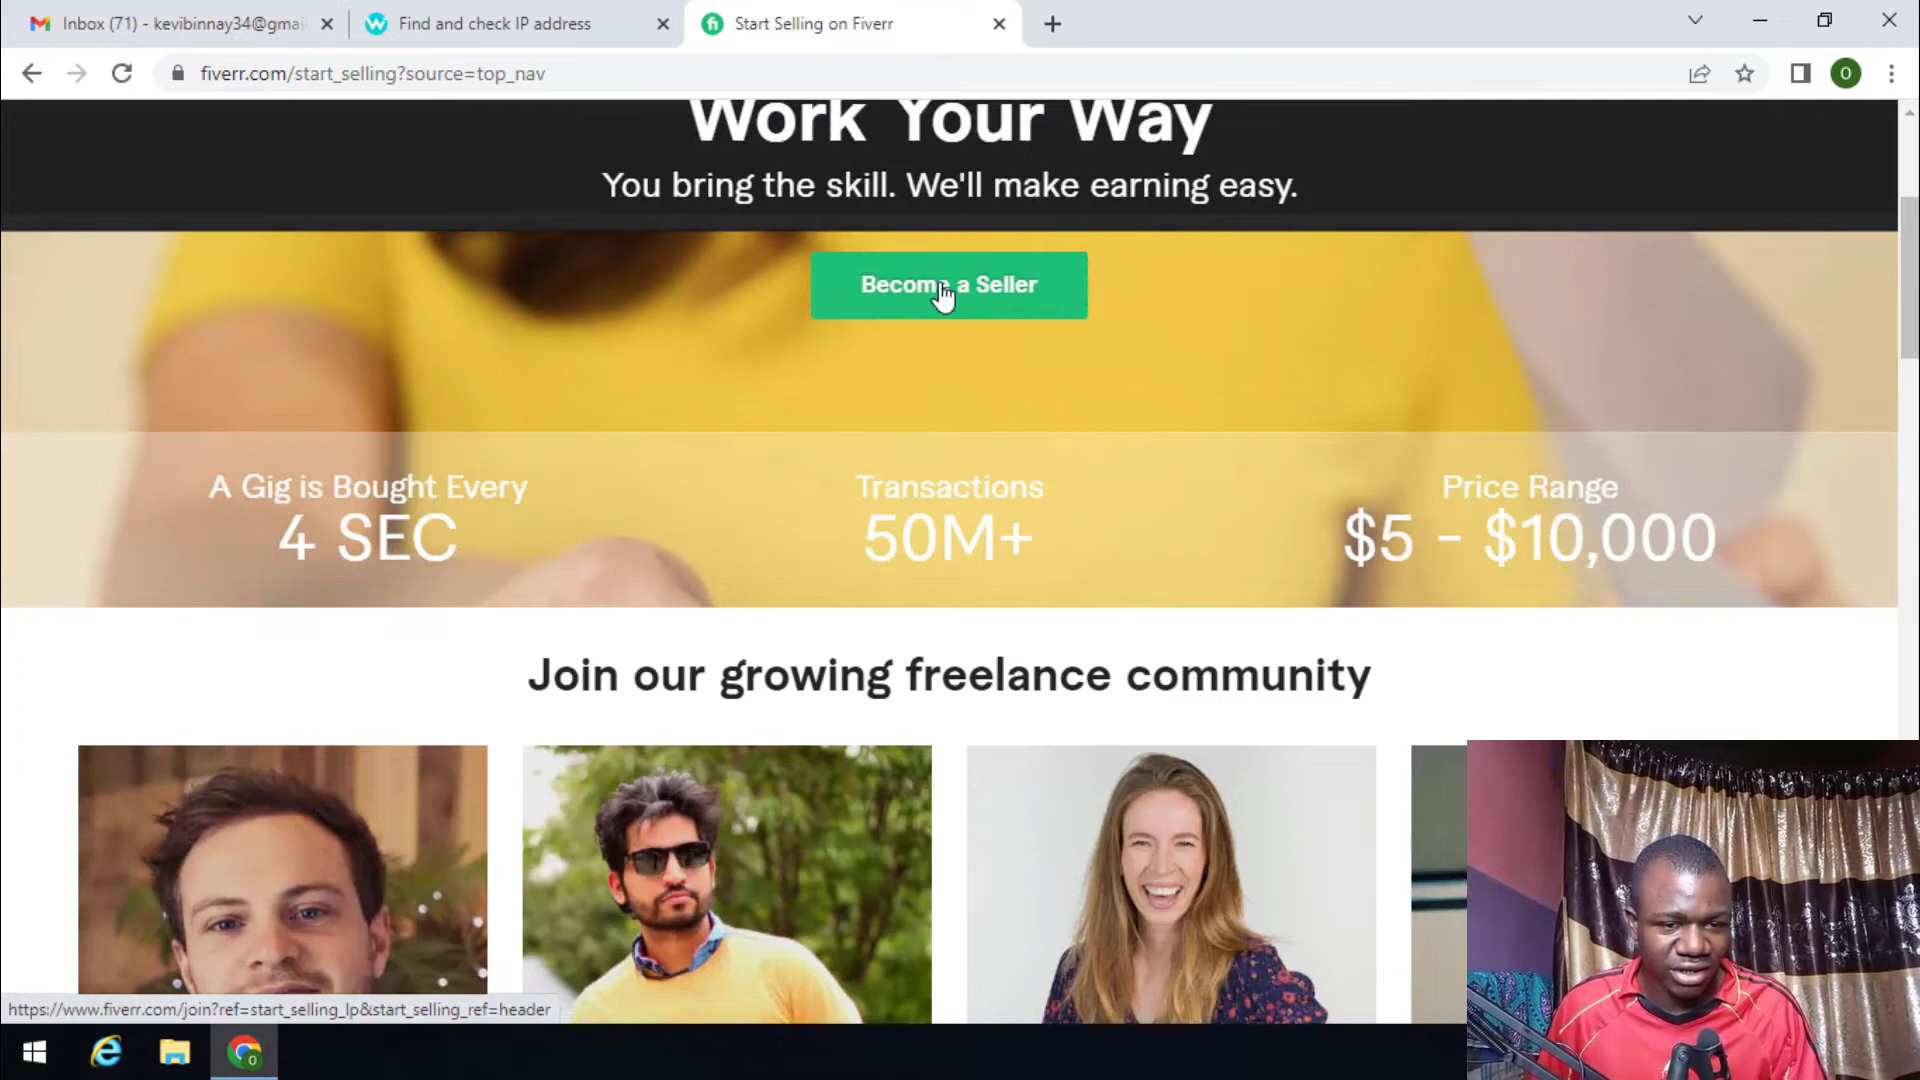 Inbox (71) - kevibinnay34@gmai
Find and check IP address
Start Selling on Fiverr
fiverr.com/start_selling?source=top_nav
O
Work Your Way
You bring the skill. We'll make earning easy.
Become a Seller
A Gig is Bought Every
4 SEC
Transactions
50M+
Price Range
$5 - $10,000
Join our growing freelance community
https://www.fiverr.com/join?ref=start_selling_lp&start_selling_ref=header